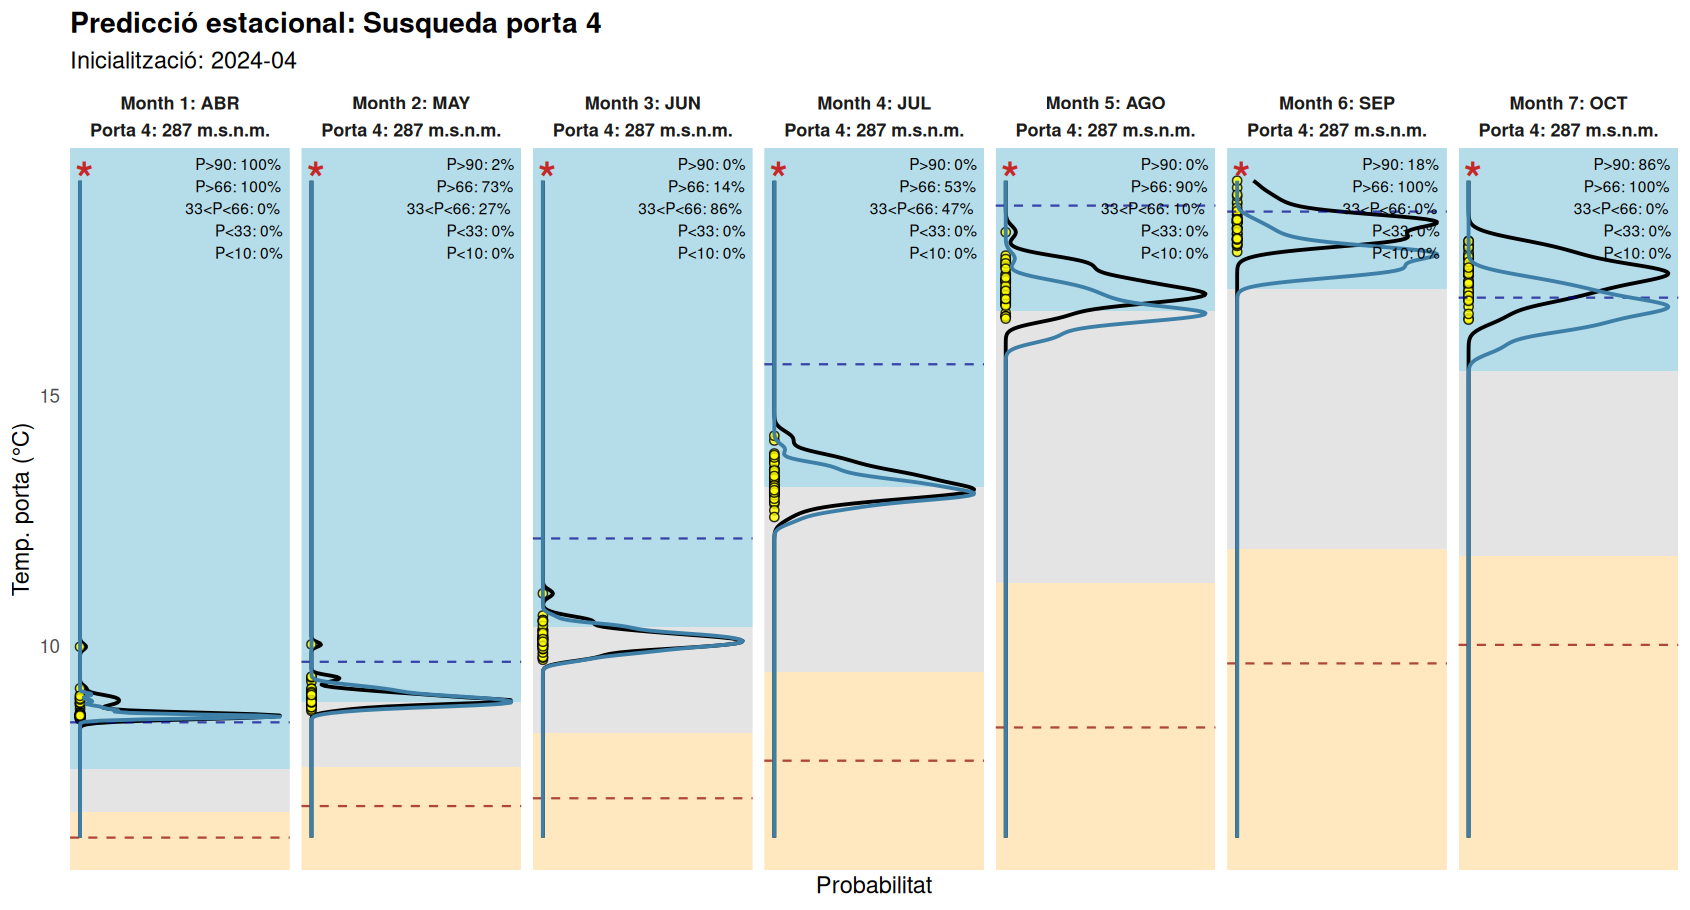 Predicció estacional: Susqueda porta 4
Inicialització: 2024-04
Month 1: ABR
Porta 4: 287 m.s.n.m.
Month 2: MAY
Porta 4: 287 m.s.n.m.
Month 3: JUN
Porta 4: 287 m.s.n.m.
Month 4: JUL
Porta 4: 287 m.s.n.m.
Month 5: AGO
Porta 4: 287 m.s.n.m.
Month 6: SEP
Porta 4: 287 m.s.n.m.
Month 7: OCT
Porta 4: 287 m.s.n.m.
*
P>90: 100%
P>66: 100%
33<P<66: 0%
P<33: 0%
P<10: 0%
*
P>90: 2%
P>66: 73%
33<P<66: 27%
P<33: 0%
P<10: 0%
*
P>90: 0%
P>66: 14%
33<P<66: 86%
P<33: 0%
P<10: 0%
*
P>90: 0%
P>66: 53%
33<P<66: 47%
P<33: 0%
P<10: 0%
*
P>90: 0%
P>66: 90%
33<P<66: 10%
P<33: 0%
P<10: 0%
*
P>90: 18%
P>66: 100%
33<P<66: 0%
P<33: 0%
P<10: 0%
*
P>90: 86%
P>66: 100%
33<P<66: 0%
P<33: 0%
P<10: 0%
15
10
Temp. porta (°C)
Probabilitat